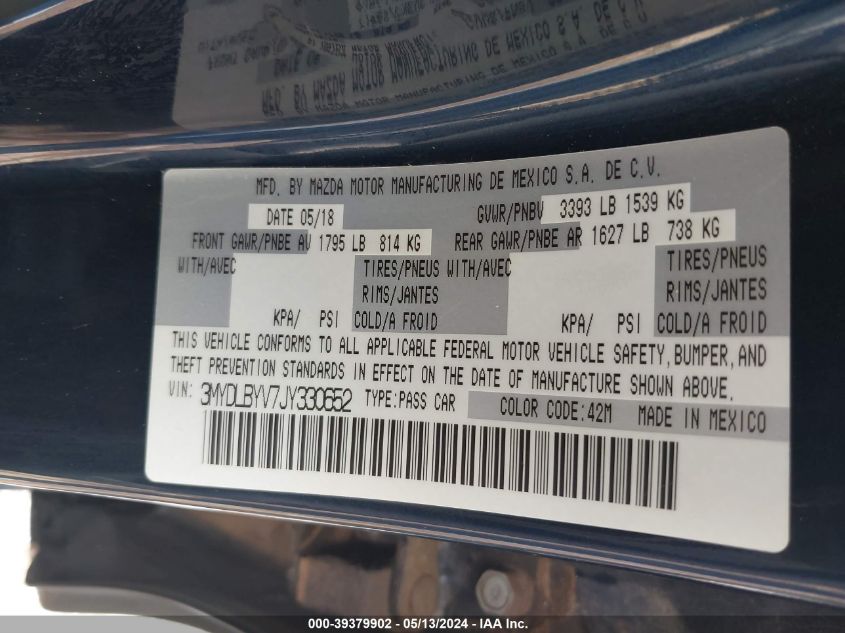 MFD. BY MAZDA MOTOR MANUFACTURING DE MEXICO S.A. DE C.V.
DATE 05/18 GVWR/PNBV 3393 LB 1539 KG
FRONT GAWR/PNBE AV 1795 LB 814 KG REAR GAWR/PNBE AR 1627 LB 738 KG
WITH/AVEC TIRES/PNEUS WITH/AVEC TIRES/PNEUS
RIMS/JANTES RIMS/JANTES
KPA/ PSI COLD/A FROID KPA/ PSI COLD/A FROID
THIS VEHICLE CONFORMS TO ALL APPLICABLE FEDERAL MOTOR VEHICLE SAFETY, BUMPER, AND
THEFT PREVENTION STANDARDS IN EFFECT ON THE DATE OF MANUFACTURE SHOWN ABOVE.
VIN: 3MYDLBYV7JY330652 TYPE:PASS CAR COLOR CODE:42M MADE IN MEXICO
000-39379902 - 05/13/2024 - IAA Inc.